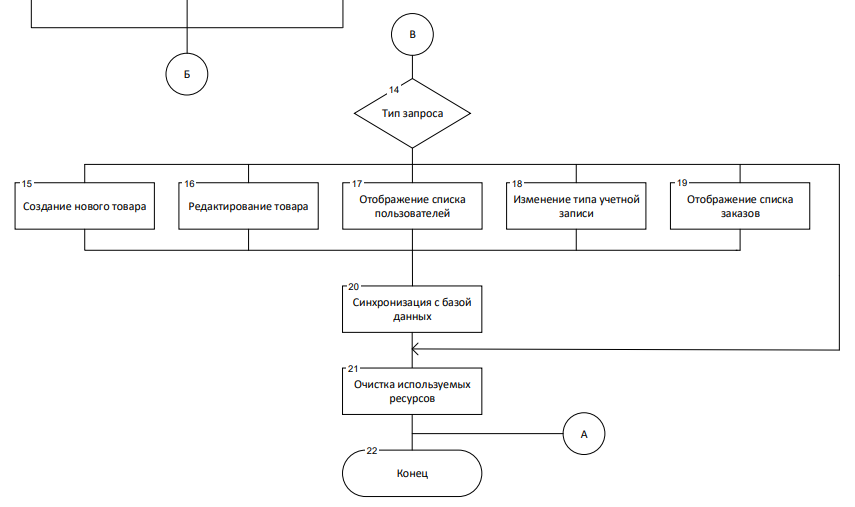 В
Б
14
Тип запроса
15
Создание нового товара
16
Редактирование товара
17
Отображение списка
пользователей
18
Изменение типа учетной
записи
19
Отображение списка
заказов
20
Синхронизация с базой
данных
21
Очистка используемых
ресурсов
А
22
Конец